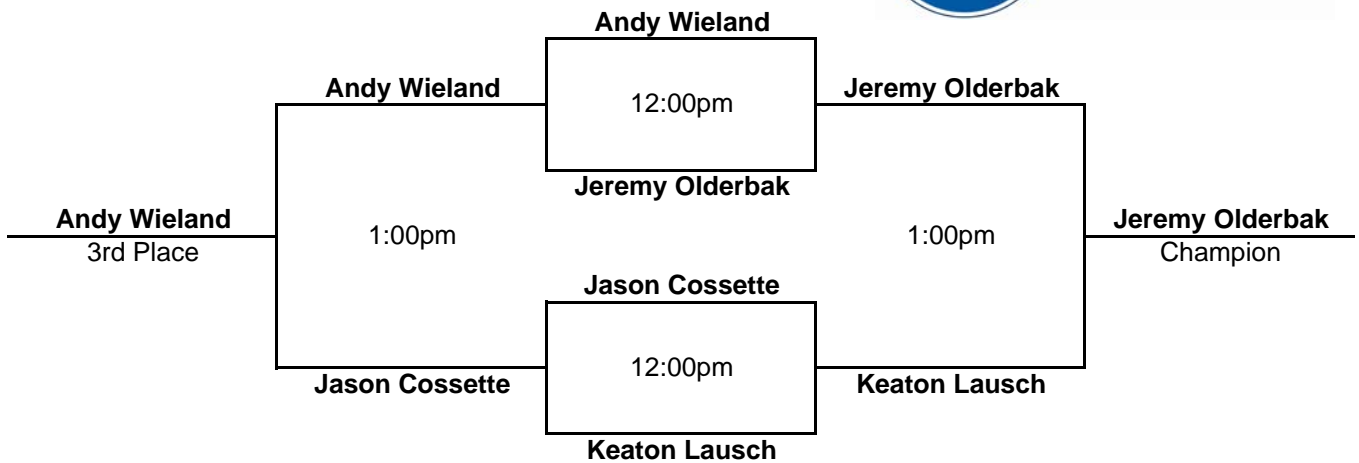 Andy Wieland
Andy Wieland
12:00pm
Jeremy Olderbak
Jeremy Olderbak
Andy Wieland
3rd Place
1:00pm
1:00pm
Jeremy Olderbak
Champion
Jason Cossette
12:00pm
Jason Cossette
Keaton Lausch
Keaton Lausch